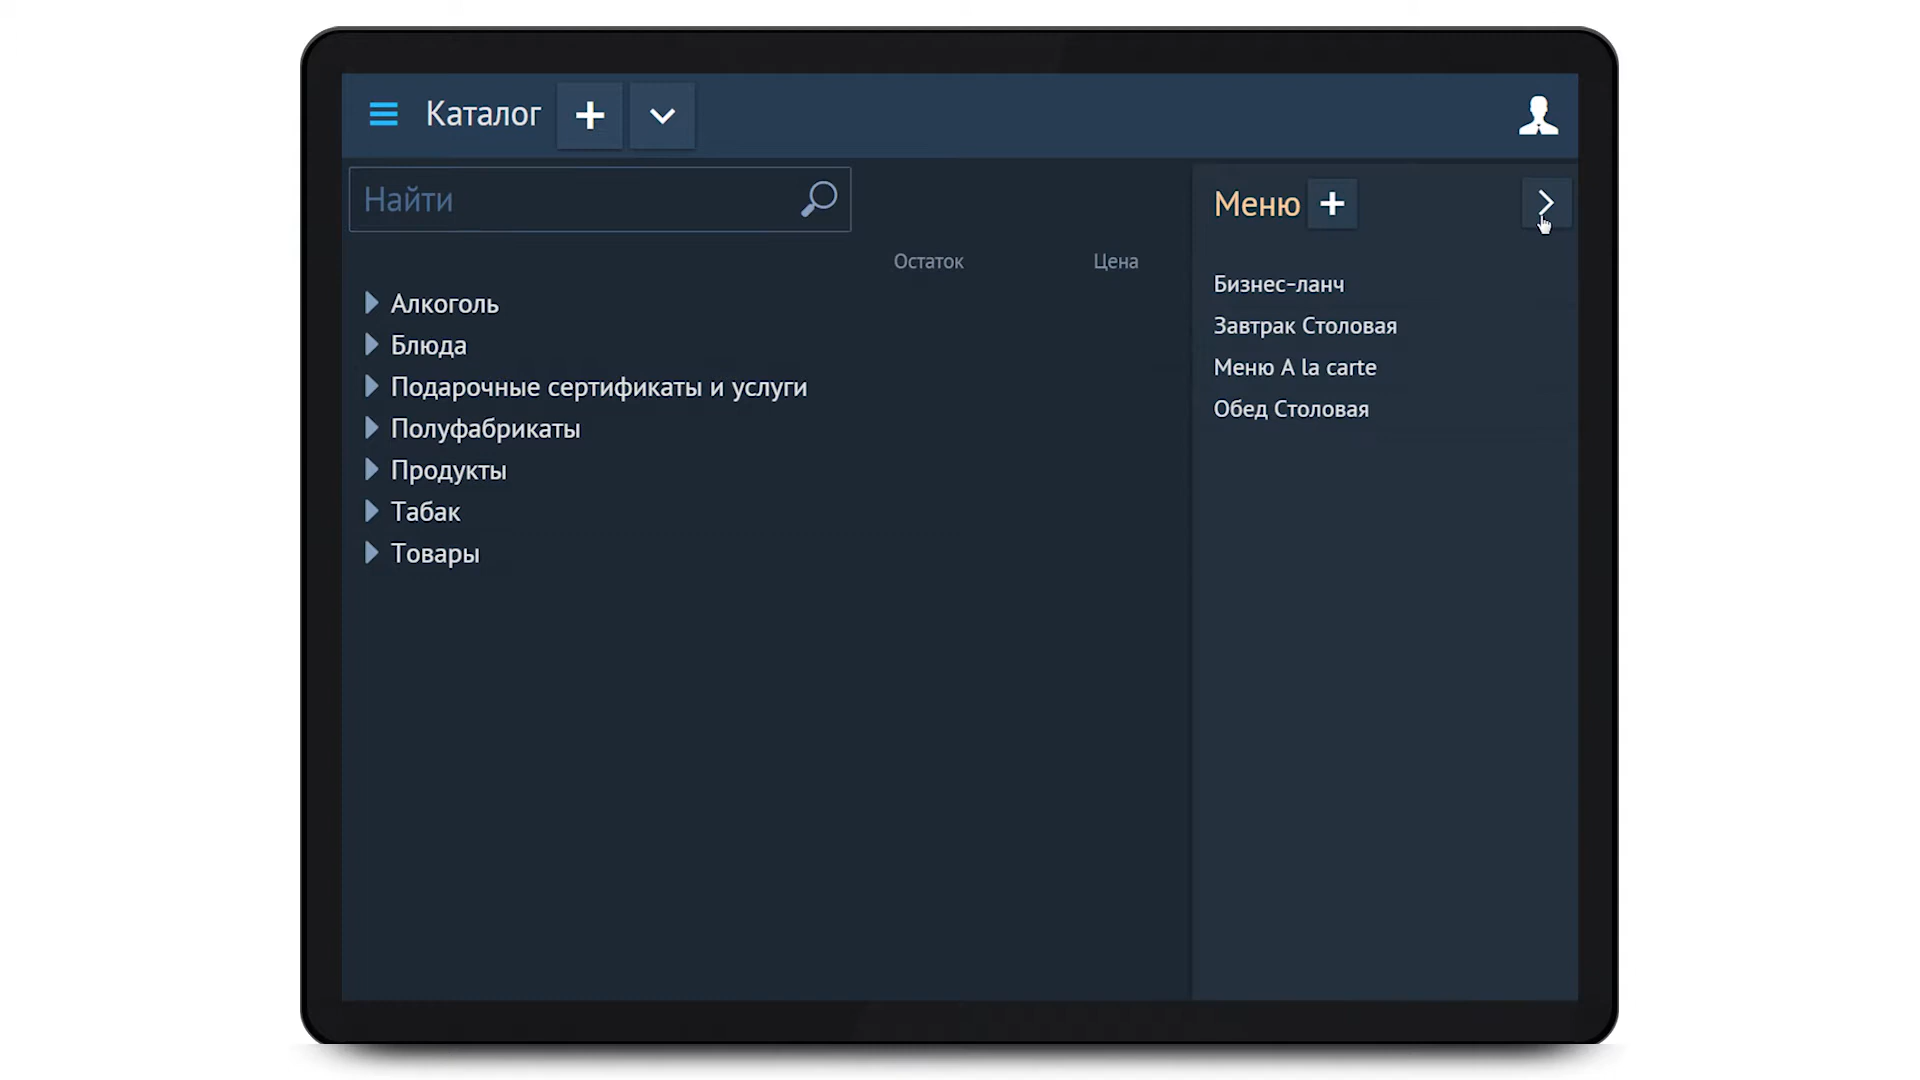 Каталог
Найти
Остаток
Цена
Алкоголь
Блюда
Подарочные сертификаты и услуги
Полуфабрикаты
Продукты
Табак
Товары
Меню
Бизнес-ланч
Завтрак Столовая
Меню A la carte
Обед Столовая